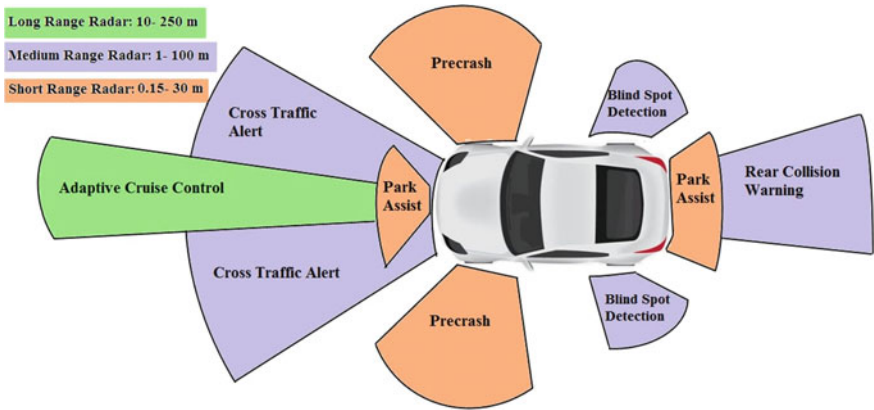 Long Range Radar: 10- 250 m
Medium Range Radar: 1- 100 m
Short Range Radar: 0.15- 30 m
Precrash
Blind Spot
Detection
Cross Traffic
Alert
Adaptive Cruise Control
Park
Assist
Park
Assist
Rear Collision
Warning
Cross Traffic Alert
Precrash
Blind Spot
Detection